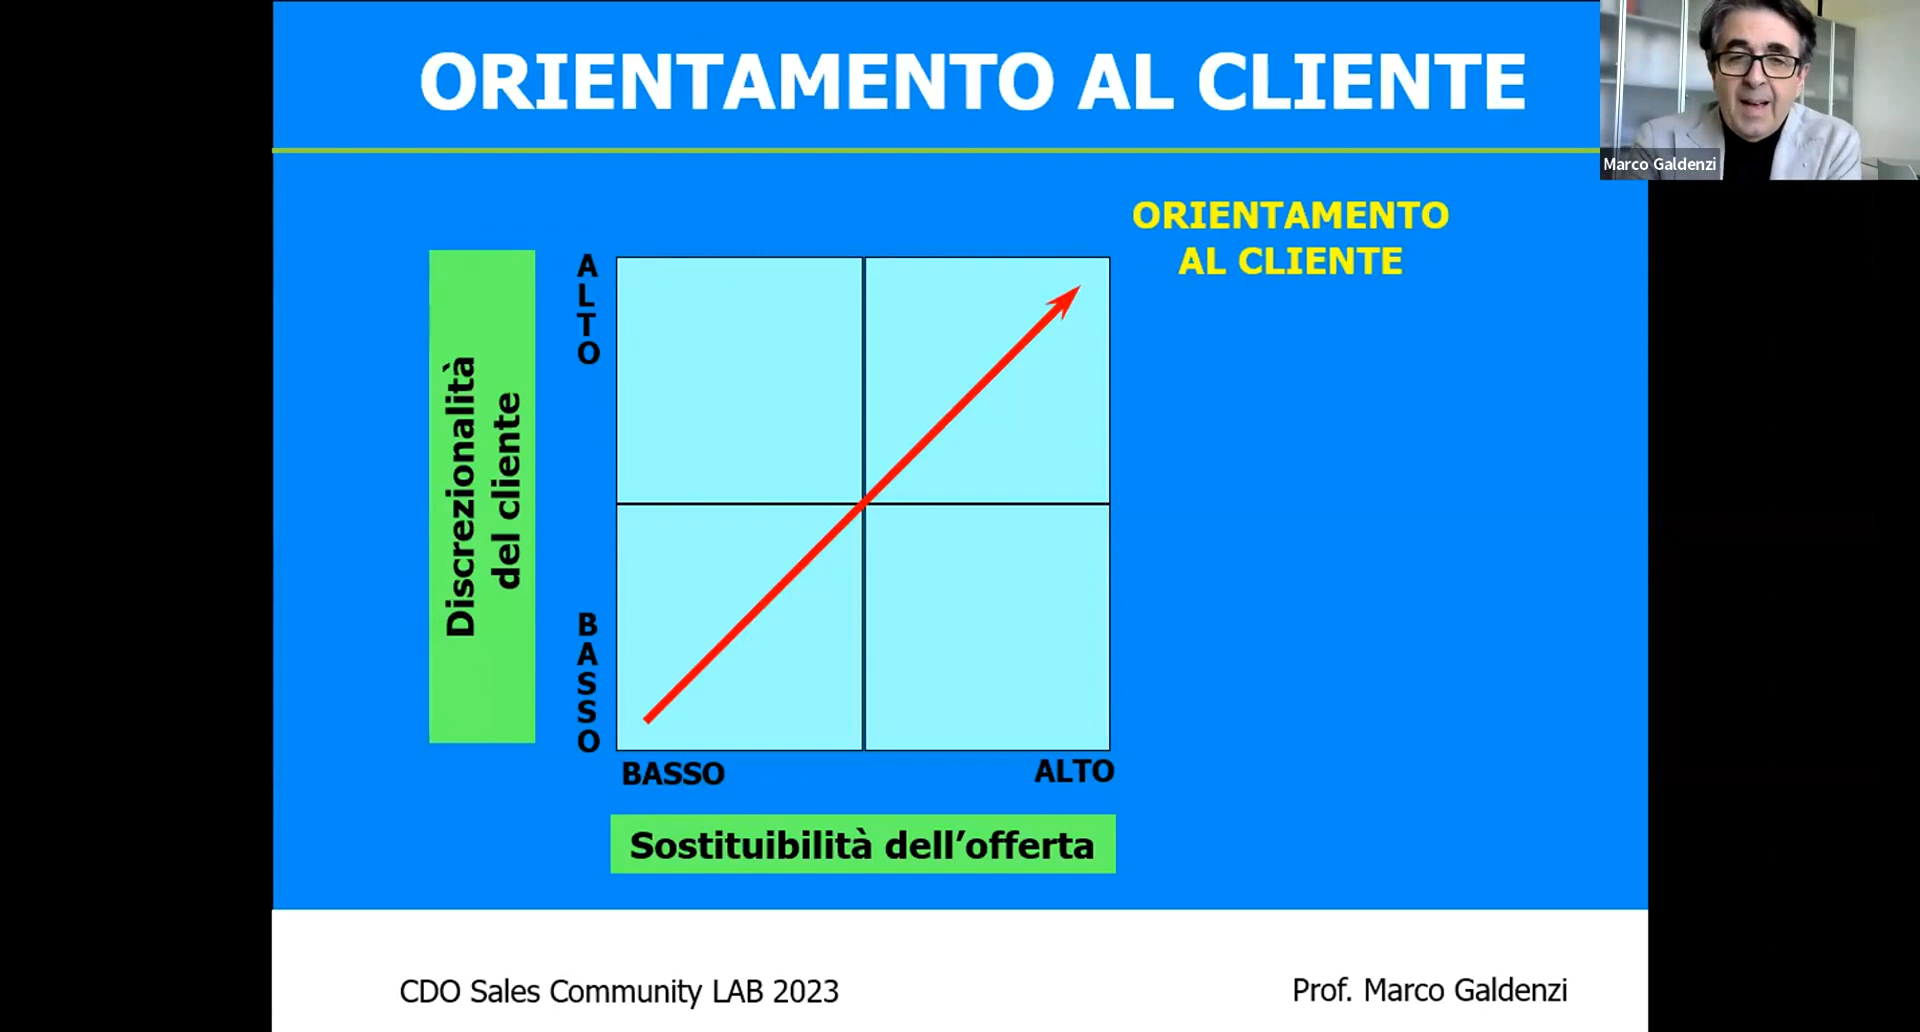 ORIENTAMENTO AL CLIENTE
Marco Galdenzi
ORIENTAMENTO
AL CLIENTE
ALTO
Discrezionalità
del cliente
BASSO
BASSO
ALTO
Sostituibilità dell’offerta
CDO Sales Community LAB 2023
Prof. Marco Galdenzi